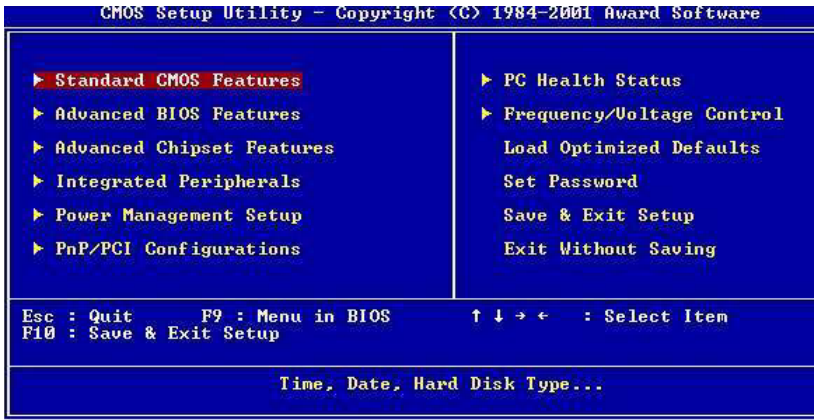 CMOS Setup Utility – Copyright (C) 1984-2001 Award Software
▶ Standard CMOS Features
▶ Advanced BIOS Features
▶ Advanced Chipset Features
▶ Integrated Peripherals
▶ Power Management Setup
▶ PnP/PCI Configurations
▶ PC Health Status
▶ Frequency/Voltage Control
Load Optimized Defaults
Set Password
Save & Exit Setup
Exit Without Saving
Esc : Quit F9 : Menu in BIOS ↑ ↓ → ← : Select Item
F10 : Save & Exit Setup
Time, Date, Hard Disk Type...